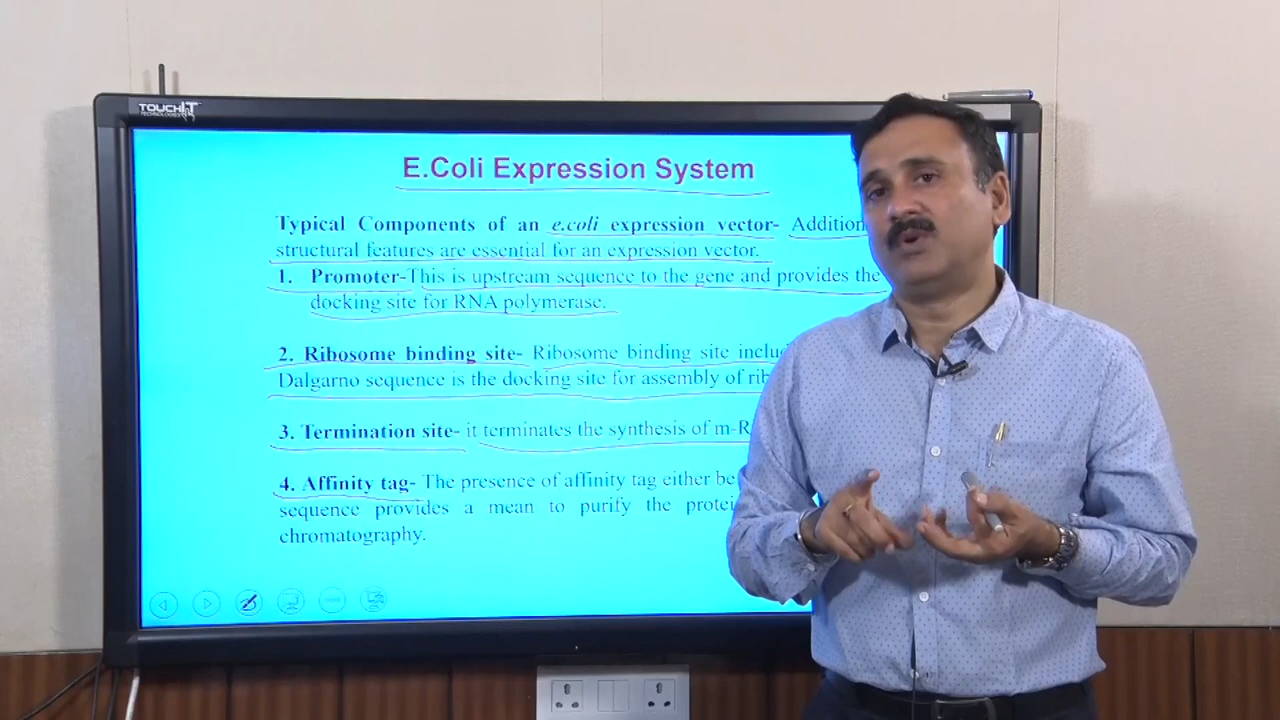 TOUCHIT
TECHNOLOGIES
E.Coli Expression System
Typical Components of an e.coli expression vector- Addition
structural features are essential for an expression vector.
1. Promoter-This is upstream sequence to the gene and provides the
docking site for RNA polymerase.
2. Ribosome binding site- Ribosome binding site includ
Dalgarno sequence is the docking site for assembly of rib
3. Termination site- it terminates the synthesis of m-R
4. Affinity tag- The presence of affinity tag either be
sequence provides a mean to purify the protei
chromatography.